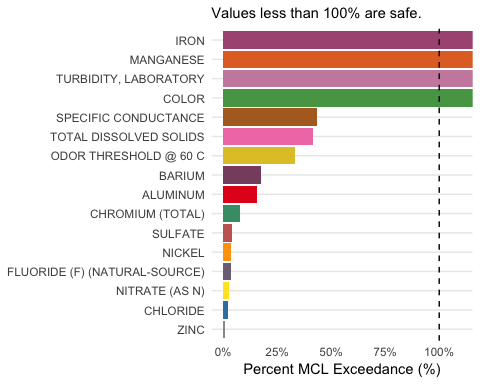 Values less than 100% are safe.
IRON
MANGANESE
TURBIDITY, LABORATORY
COLOR
SPECIFIC CONDUCTANCE
TOTAL DISSOLVED SOLIDS
ODOR THRESHOLD @ 60 C
BARIUM
ALUMINUM
CHROMIUM (TOTAL)
SULFATE
NICKEL
FLUORIDE (F) (NATURAL-SOURCE)
NITRATE (AS N)
CHLORIDE
ZINC
0% 25% 50% 75% 100%
Percent MCL Exceedance (%)